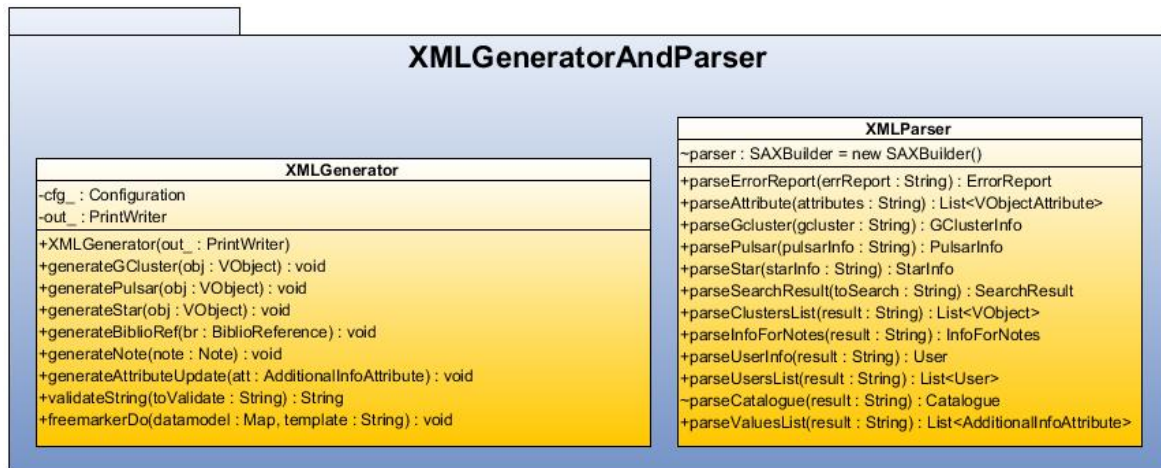 XMLGeneratorAndParser
XMLGenerator
-cfg_ : Configuration
-out_ : PrintWriter
+XMLGenerator(out_ : PrintWriter)
+generateGCluster(obj : VObject) : void
+generatePulsar(obj : VObject) : void
+generateStar(obj : VObject) : void
+generateBiblioRef(br : BiblioReference) : void
+generateNote(note : Note) : void
+generateAttributeUpdate(att : AdditionalInfoAttribute) : void
+validateString(toValidate : String) : String
+freemarkerDo(datamodel : Map, template : String) : void
XMLParser
~parser : SAXBuilder = new SAXBuilder()
+parseErrorReport(errReport : String) : ErrorReport
+parseAttribute(attributes : String) : List<VObjectAttribute>
+parseGcluster(gcluster : String) : GClusterInfo
+parsePulsar(pulsarInfo : String) : PulsarInfo
+parseStar(starInfo : String) : StarInfo
+parseSearchResult(toSearch : String) : SearchResult
+parseClustersList(result : String) : List<VObject>
+parseInfoForNotes(result : String) : InfoForNotes
+parseUserInfo(result : String) : User
+parseUsersList(result : String) : List<User>
~parseCatalogue(result : String) : Catalogue
+parseValuesList(result : String) : List<AdditionalInfoAttribute>